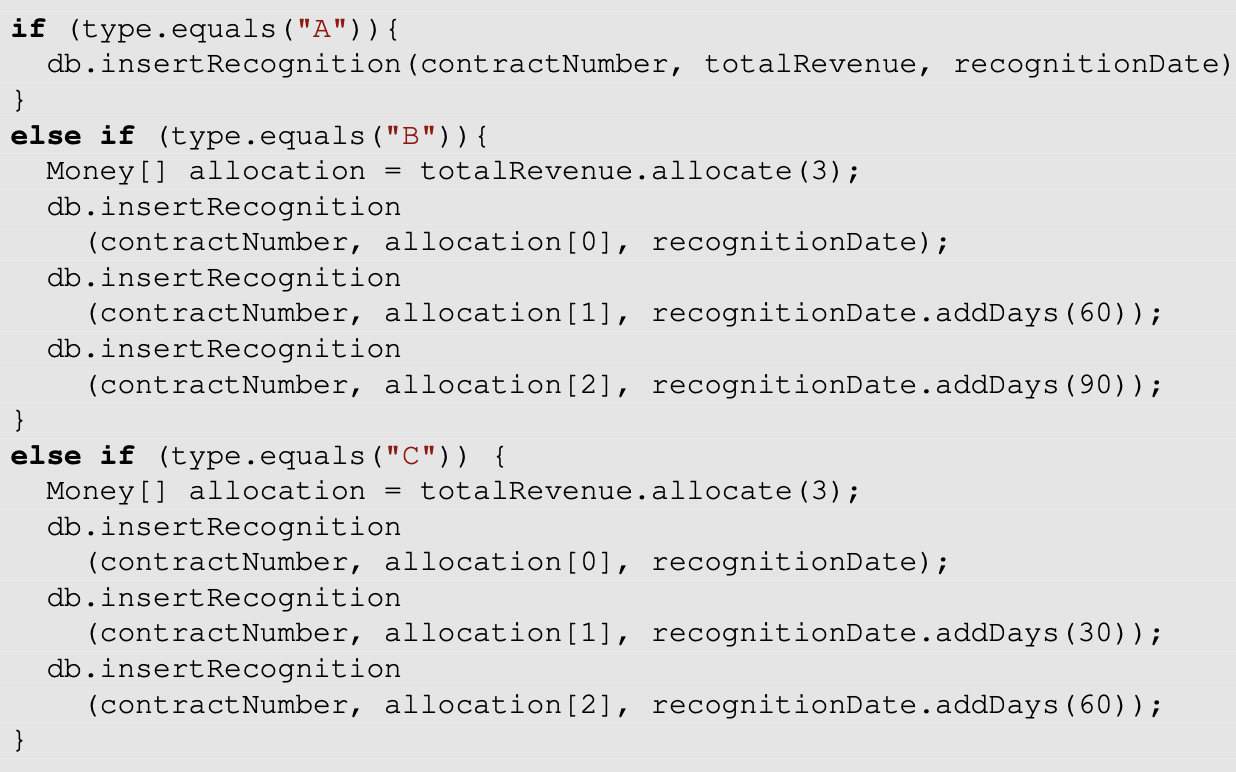 if (type.equals("A")){
  db.insertRecognition(contractNumber, totalRevenue, recognitionDate)
}
else if (type.equals("B")){
  Money[] allocation = totalRevenue.allocate(3);
  db.insertRecognition
    (contractNumber, allocation[0], recognitionDate);
  db.insertRecognition
    (contractNumber, allocation[1], recognitionDate.addDays(60));
  db.insertRecognition
    (contractNumber, allocation[2], recognitionDate.addDays(90));
}
else if (type.equals("C")) {
  Money[] allocation = totalRevenue.allocate(3);
  db.insertRecognition
    (contractNumber, allocation[0], recognitionDate);
  db.insertRecognition
    (contractNumber, allocation[1], recognitionDate.addDays(30));
  db.insertRecognition
    (contractNumber, allocation[2], recognitionDate.addDays(60));
}